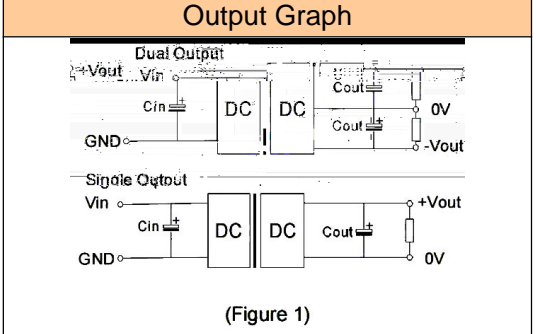 Output Graph
Dual Output
+Vout Vin
Cin + DC DC Cout 0V
Cout +
GND -Vout
Single Output
Vin +Vout
Cin + DC DC Cout +
GND 0V
(Figure 1)